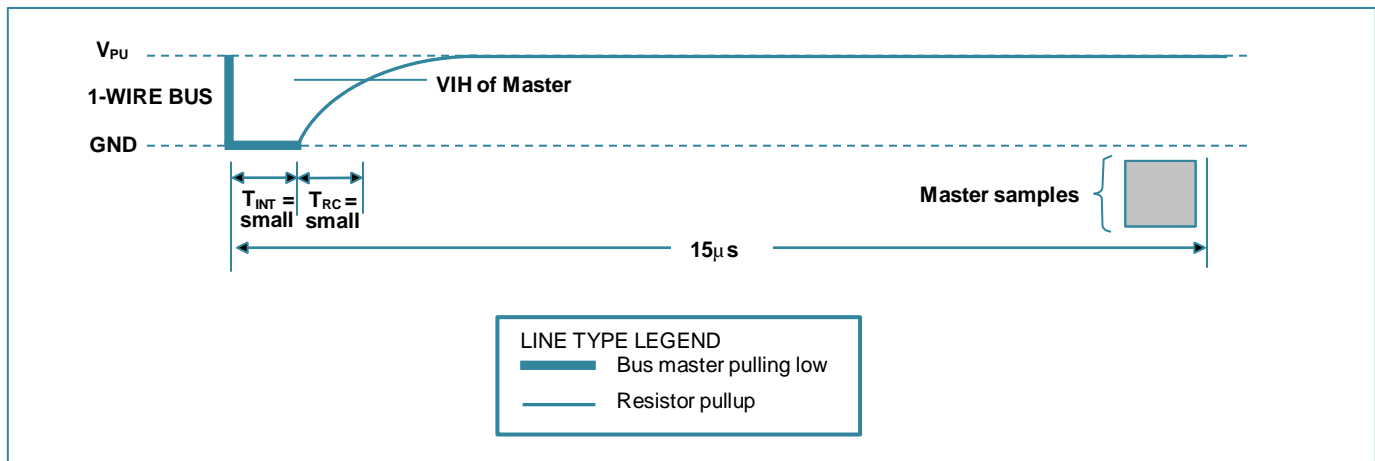 VPU
1-WIRE BUS
GND
VIH of Master
TINT =
small
TRC =
small
Master samples
15μs
LINE TYPE LEGEND
Bus master pulling low
Resistor pullup